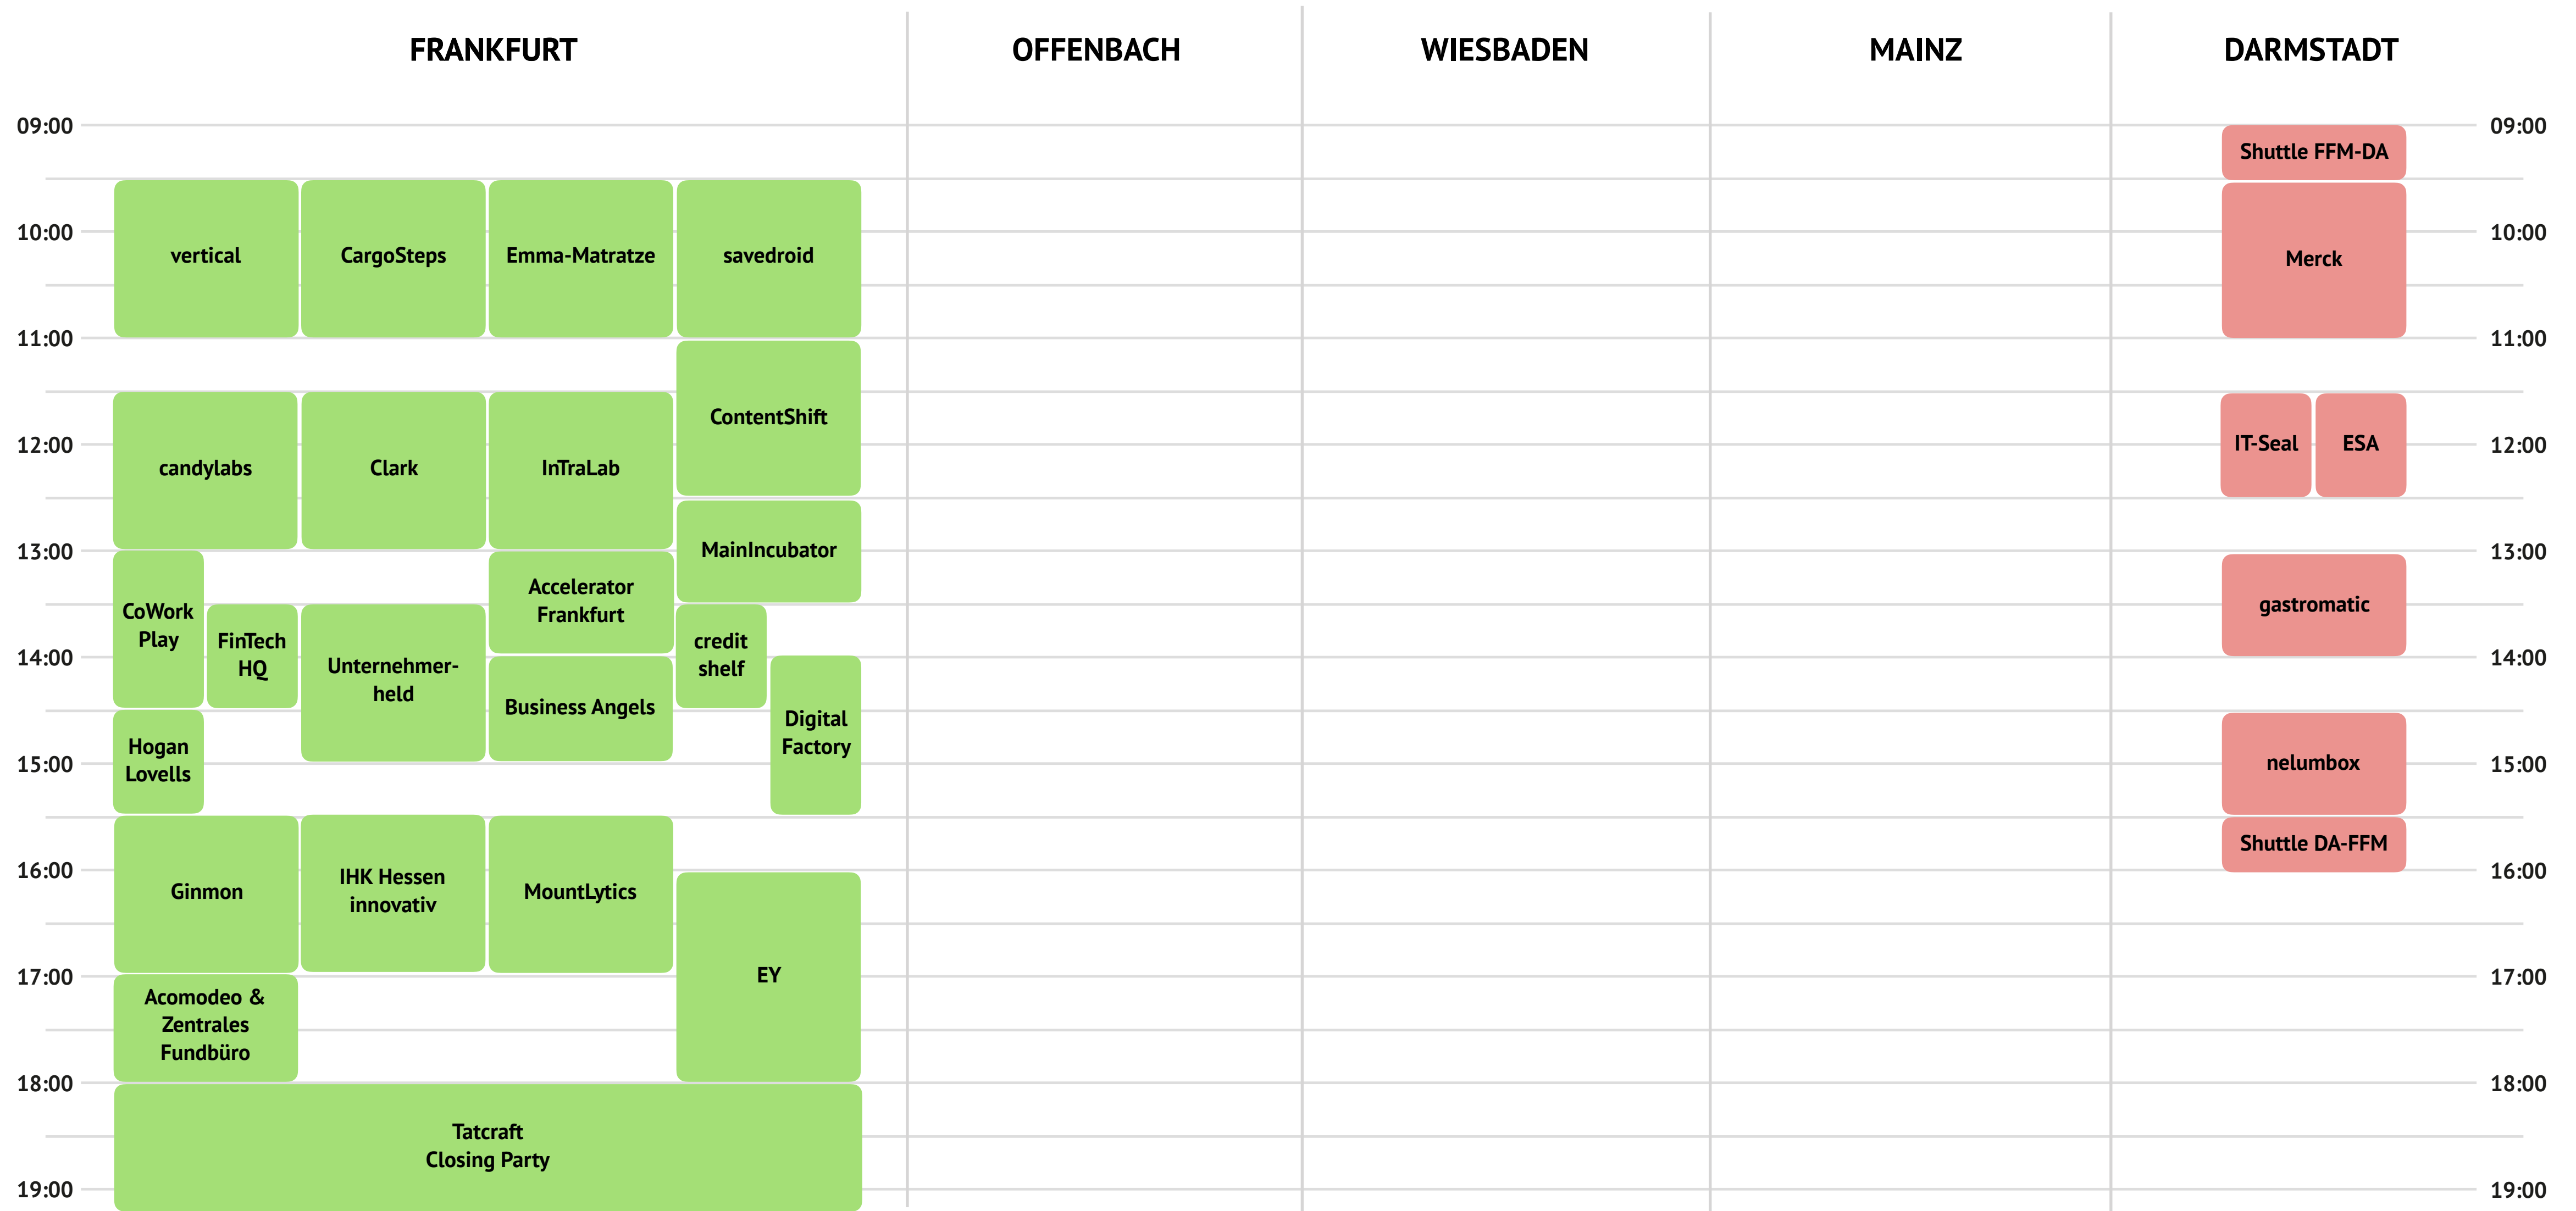 FRANKFURT
OFFENBACH
WIESBADEN
MAINZ
DARMSTADT
09:00
09:00
Shuttle FFM-DA
10:00
10:00
vertical
CargoSteps
Emma-Matratze
savedroid
Merck
11:00
11:00
ContentShift
12:00
12:00
candylabs
Clark
InTraLab
IT-Seal
ESA
13:00
13:00
MainIncubator
Accelerator
Frankfurt
CoWork
Play
FinTech
HQ
Unternehmer-
held
credit
shelf
gastromatic
14:00
14:00
Business Angels
Digital
Factory
Hogan
Lovells
nelumbox
15:00
15:00
Shuttle DA-FFM
16:00
16:00
Ginmon
IHK Hessen
innovativ
MountLytics
EY
17:00
17:00
Acomodeo &
Zentrales
Fundbüro
18:00
18:00
Tatcraft
Closing Party
19:00
19:00